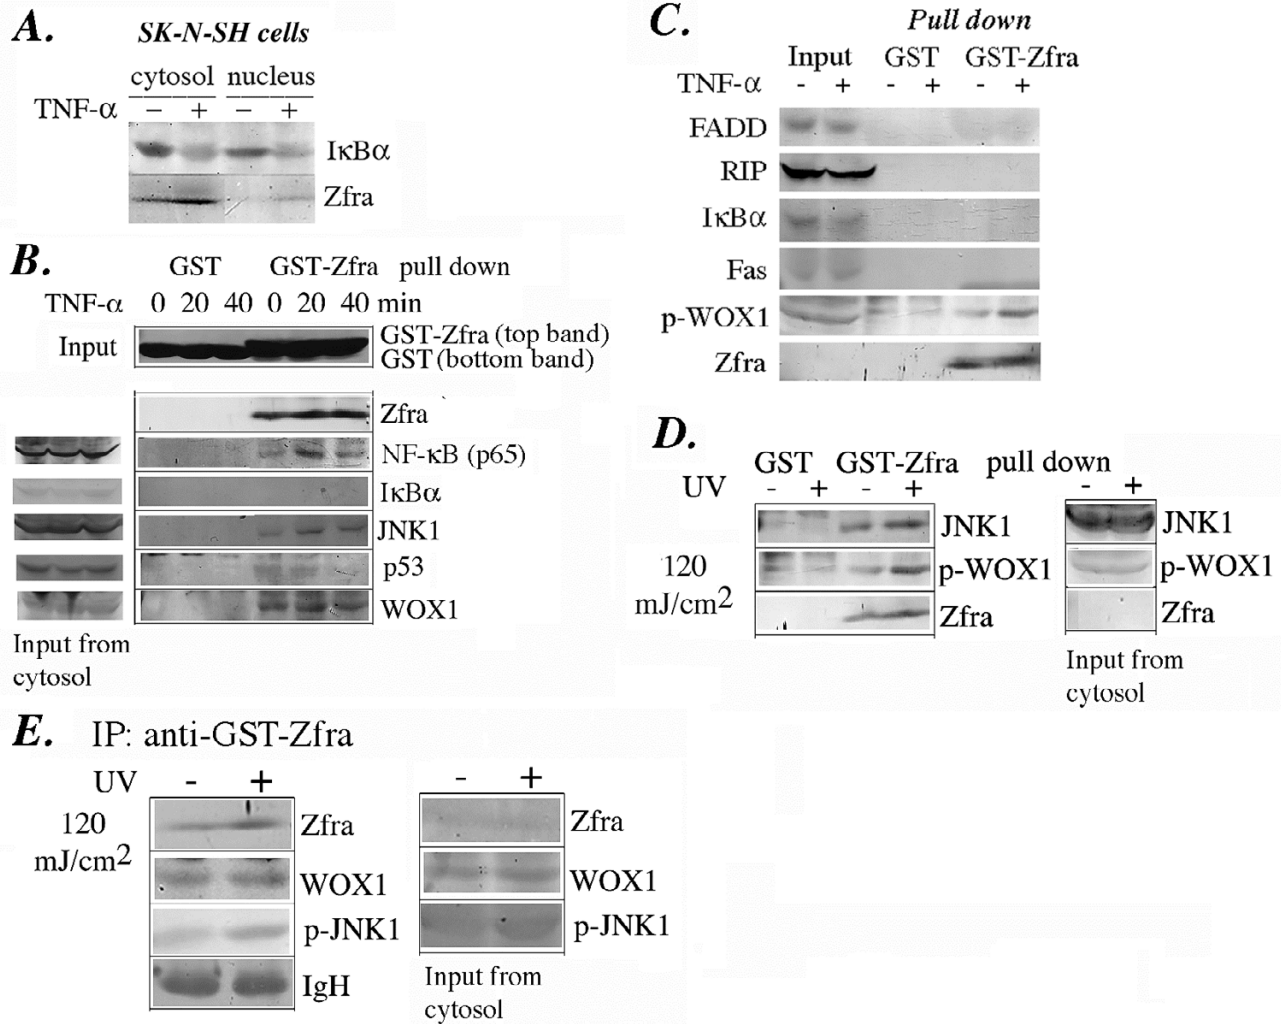 A.
SK-N-SH cells
cytosol nucleus
TNF-α − + − +
IκBα
Zfra
B.
GST GST-Zfra pull down
TNF-α 0 20 40 0 20 40 min
Input
GST-Zfra (top band)
GST (bottom band)
Zfra
NF-κB (p65)
IκBα
JNK1
p53
WOX1
Input from
cytosol
C.
Pull down
Input GST GST-Zfra
TNF-α - + - + - +
FADD
RIP
IκBα
Fas
p-WOX1
Zfra
D.
GST GST-Zfra pull down
UV - + - + - +
120
mJ/cm2
JNK1 JNK1
p-WOX1 p-WOX1
Zfra Zfra
Input from
cytosol
E. IP: anti-GST-Zfra
UV - + - +
120
mJ/cm2
Zfra Zfra
WOX1 WOX1
p-JNK1 p-JNK1
IgH
Input from
cytosol